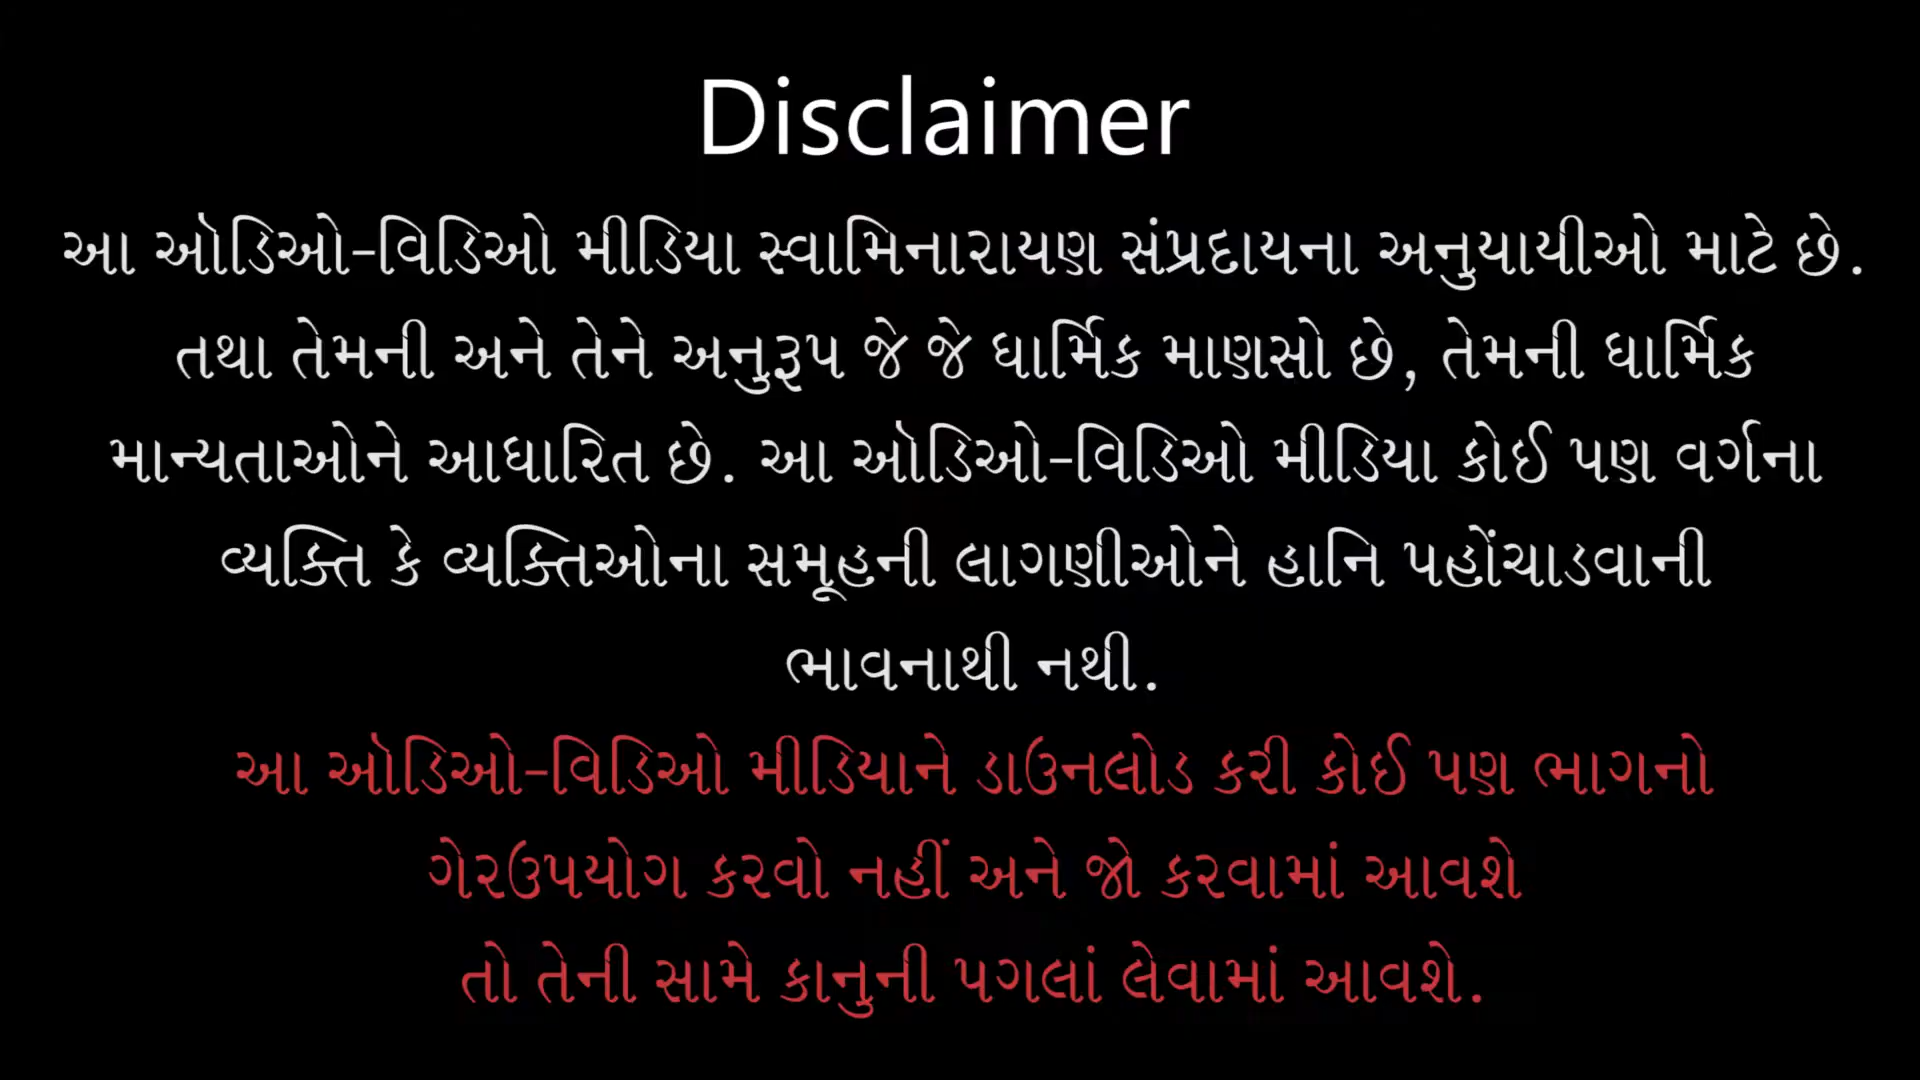 Disclaimer
આ ઑડિઓ-વિડિઓ મીડિયા સ્વામિનારાયણ સંપ્રદાયના અનુયાયીઓ માટે છે.
તથા તેમની અને તેને અનુરૂપ જે જે ધાર્મિક માણસો છે, તેમની ધાર્મિક
માન્યતાઓને આધારિત છે. આ ઑડિઓ-વિડિઓ મીડિયા કોઈ પણ વર્ગના
વ્યક્તિ કે વ્યક્તિઓના સમૂહની લાગણીઓને હાનિ પહોંચાડવાની
ભાવનાથી નથી.
આ ઑડિઓ-વિડિઓ મીડિયાને ડાઉનલોડ કરી કોઈ પણ ભાગનો
ગેરઉપયોગ કરવો નહીં અને જો કરવામાં આવશે
તો તેની સામે કાનુની પગલાં લેવામાં આવશે.